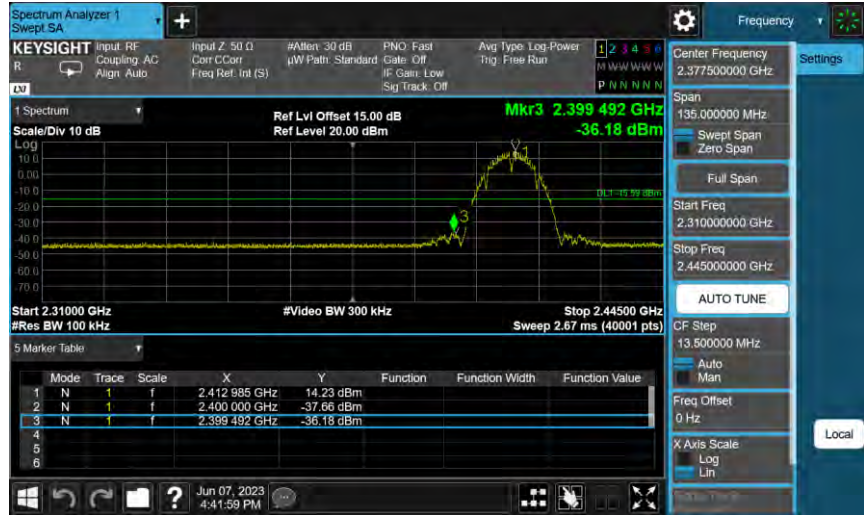 Spectrum Analyzer 1
Swept SA
+
Frequency
KEYSIGHT
R
LXI
Input: RF
Coupling: AC
Align: Auto
Input Z: 50 Ω
Corr CCorr
Freq Ref: Int (S)
#Atten: 30 dB
µW Path: Standard
PNO: Fast
Gate: Off
IF Gain: Low
Sig Track: Off
Avg Type: Log-Power
Trig: Free Run
1 2 3 4 5 6
M W W W W W
P N N N N N
1 Spectrum
Scale/Div 10 dB
Ref Lvl Offset 15.00 dB
Ref Level 20.00 dBm
Mkr3 2.399 492 GHz
-36.18 dBm
Log
10.0
0.00
-10.0
-20.0
-30.0
-40.0
-50.0
-60.0
-70.0
1
3
DL1 -15.59 dBm
Start 2.31000 GHz
#Res BW 100 kHz
#Video BW 300 kHz
Stop 2.44500 GHz
Sweep 2.67 ms (40001 pts)
5 Marker Table
Mode Trace Scale X Y Function Function Width Function Value
1 N 1 f 2.412 985 GHz 14.23 dBm
2 N 1 f 2.400 000 GHz -37.66 dBm
3 N 1 f 2.399 492 GHz -36.18 dBm
4
5
6
Jun 07, 2023
4:41:59 PM
?
Center Frequency
2.377500000 GHz
Span
135.000000 MHz
Swept Span
Zero Span
Full Span
Start Freq
2.310000000 GHz
Stop Freq
2.445000000 GHz
AUTO TUNE
CF Step
13.500000 MHz
Auto
Man
Freq Offset
0 Hz
X Axis Scale
Log
Lin
Settings
Local